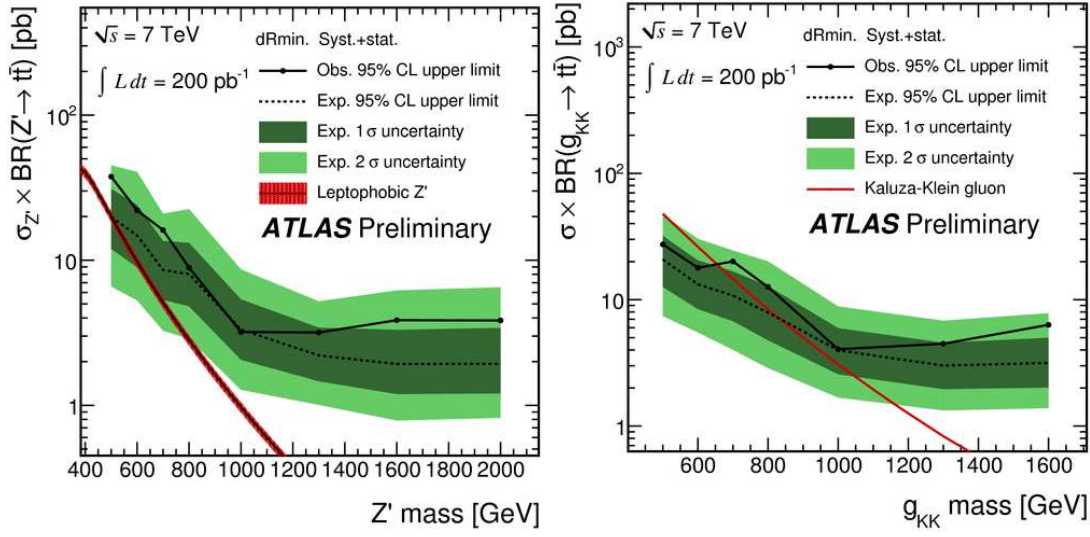 σ_Z' × BR(Z'→ tt̄) [pb]
√s = 7 TeV
∫ L dt = 200 pb⁻¹
dRmin. Syst.+stat.
Obs. 95% CL upper limit
Exp. 95% CL upper limit
Exp. 1 σ uncertainty
Exp. 2 σ uncertainty
Leptophobic Z'
ATLAS Preliminary
10²
10
1
400 600 800 1000 1200 1400 1600 1800 2000
Z' mass [GeV]
σ × BR(g_KK → tt̄) [pb]
√s = 7 TeV
∫ L dt = 200 pb⁻¹
dRmin. Syst.+stat.
Obs. 95% CL upper limit
Exp. 95% CL upper limit
Exp. 1 σ uncertainty
Exp. 2 σ uncertainty
Kaluza-Klein gluon
ATLAS Preliminary
10³
10²
10
1
600 800 1000 1200 1400 1600
g_KK mass [GeV]